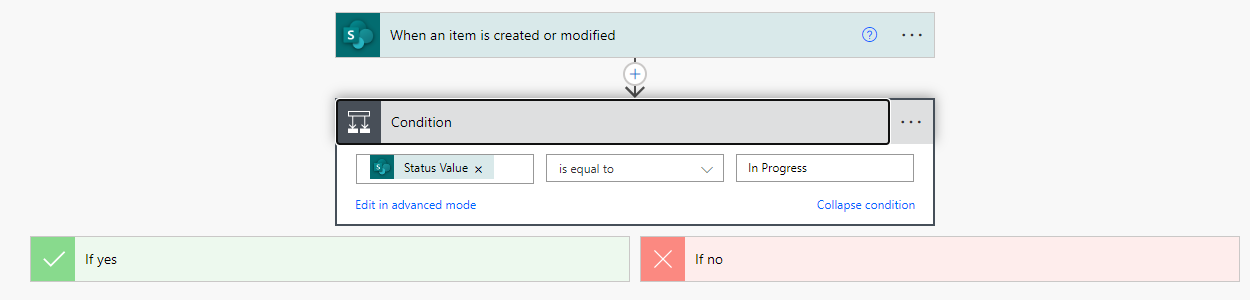 When an item is created or modified
Condition
Status Value
is equal to
In Progress
Edit in advanced mode
Collapse condition
If yes
If no